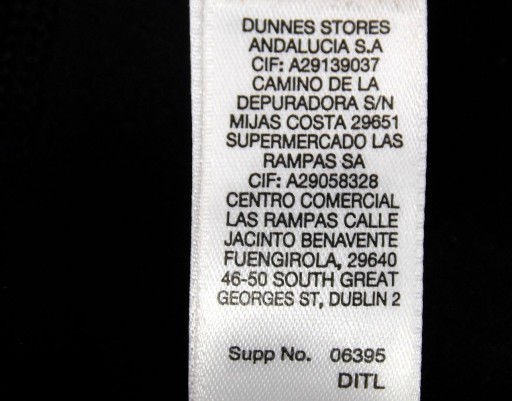 DUNNES STORES
ANDALUCIA S.A
CIF: A29139037
CAMINO DE LA
DEPURADORA S/N
MIJAS COSTA 29651
SUPERMERCADO LAS
RAMPAS SA
CIF: A29058328
CENTRO COMERCIAL
LAS RAMPAS CALLE
JACINTO BENAVENTE
FUENGIROLA, 29640
46-50 SOUTH GREAT
GEORGES ST, DUBLIN 2
Supp No. 06395
DITL